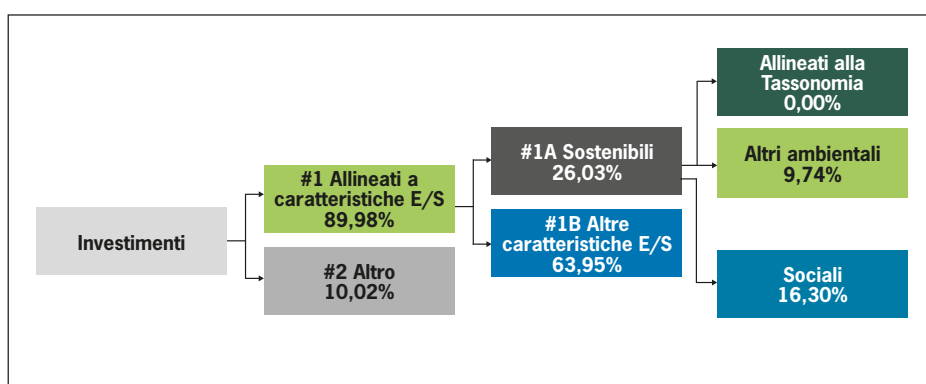 Investimenti
#1 Allineati a
caratteristiche E/S
89,98%
#2 Altro
10,02%
#1A Sostenibili
26,03%
#1B Altre
caratteristiche E/S
63,95%
Allineati alla
Tassonomia
0,00%
Altri ambientali
9,74%
Sociali
16,30%